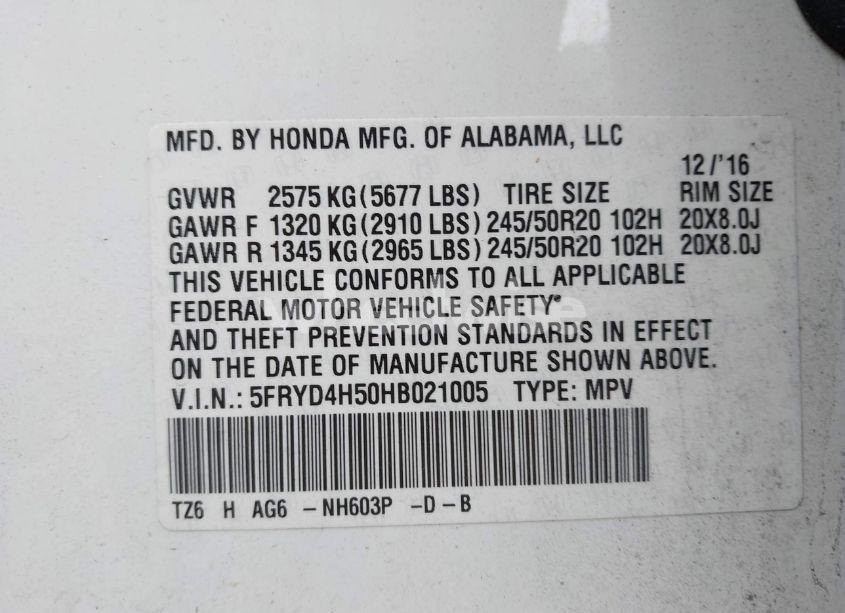 MFD. BY HONDA MFG. OF ALABAMA, LLC
12/'16
GVWR 2575 KG (5677 LBS) TIRE SIZE RIM SIZE
GAWR F 1320 KG (2910 LBS) 245/50R20 102H 20X8.0J
GAWR R 1345 KG (2965 LBS) 245/50R20 102H 20X8.0J
THIS VEHICLE CONFORMS TO ALL APPLICABLE
FEDERAL MOTOR VEHICLE SAFETY
AND THEFT PREVENTION STANDARDS IN EFFECT
ON THE DATE OF MANUFACTURE SHOWN ABOVE.
V.I.N.: 5FRYD4H50HB021005 TYPE: MPV
TZ6 H AG6 -NH603P -D-B